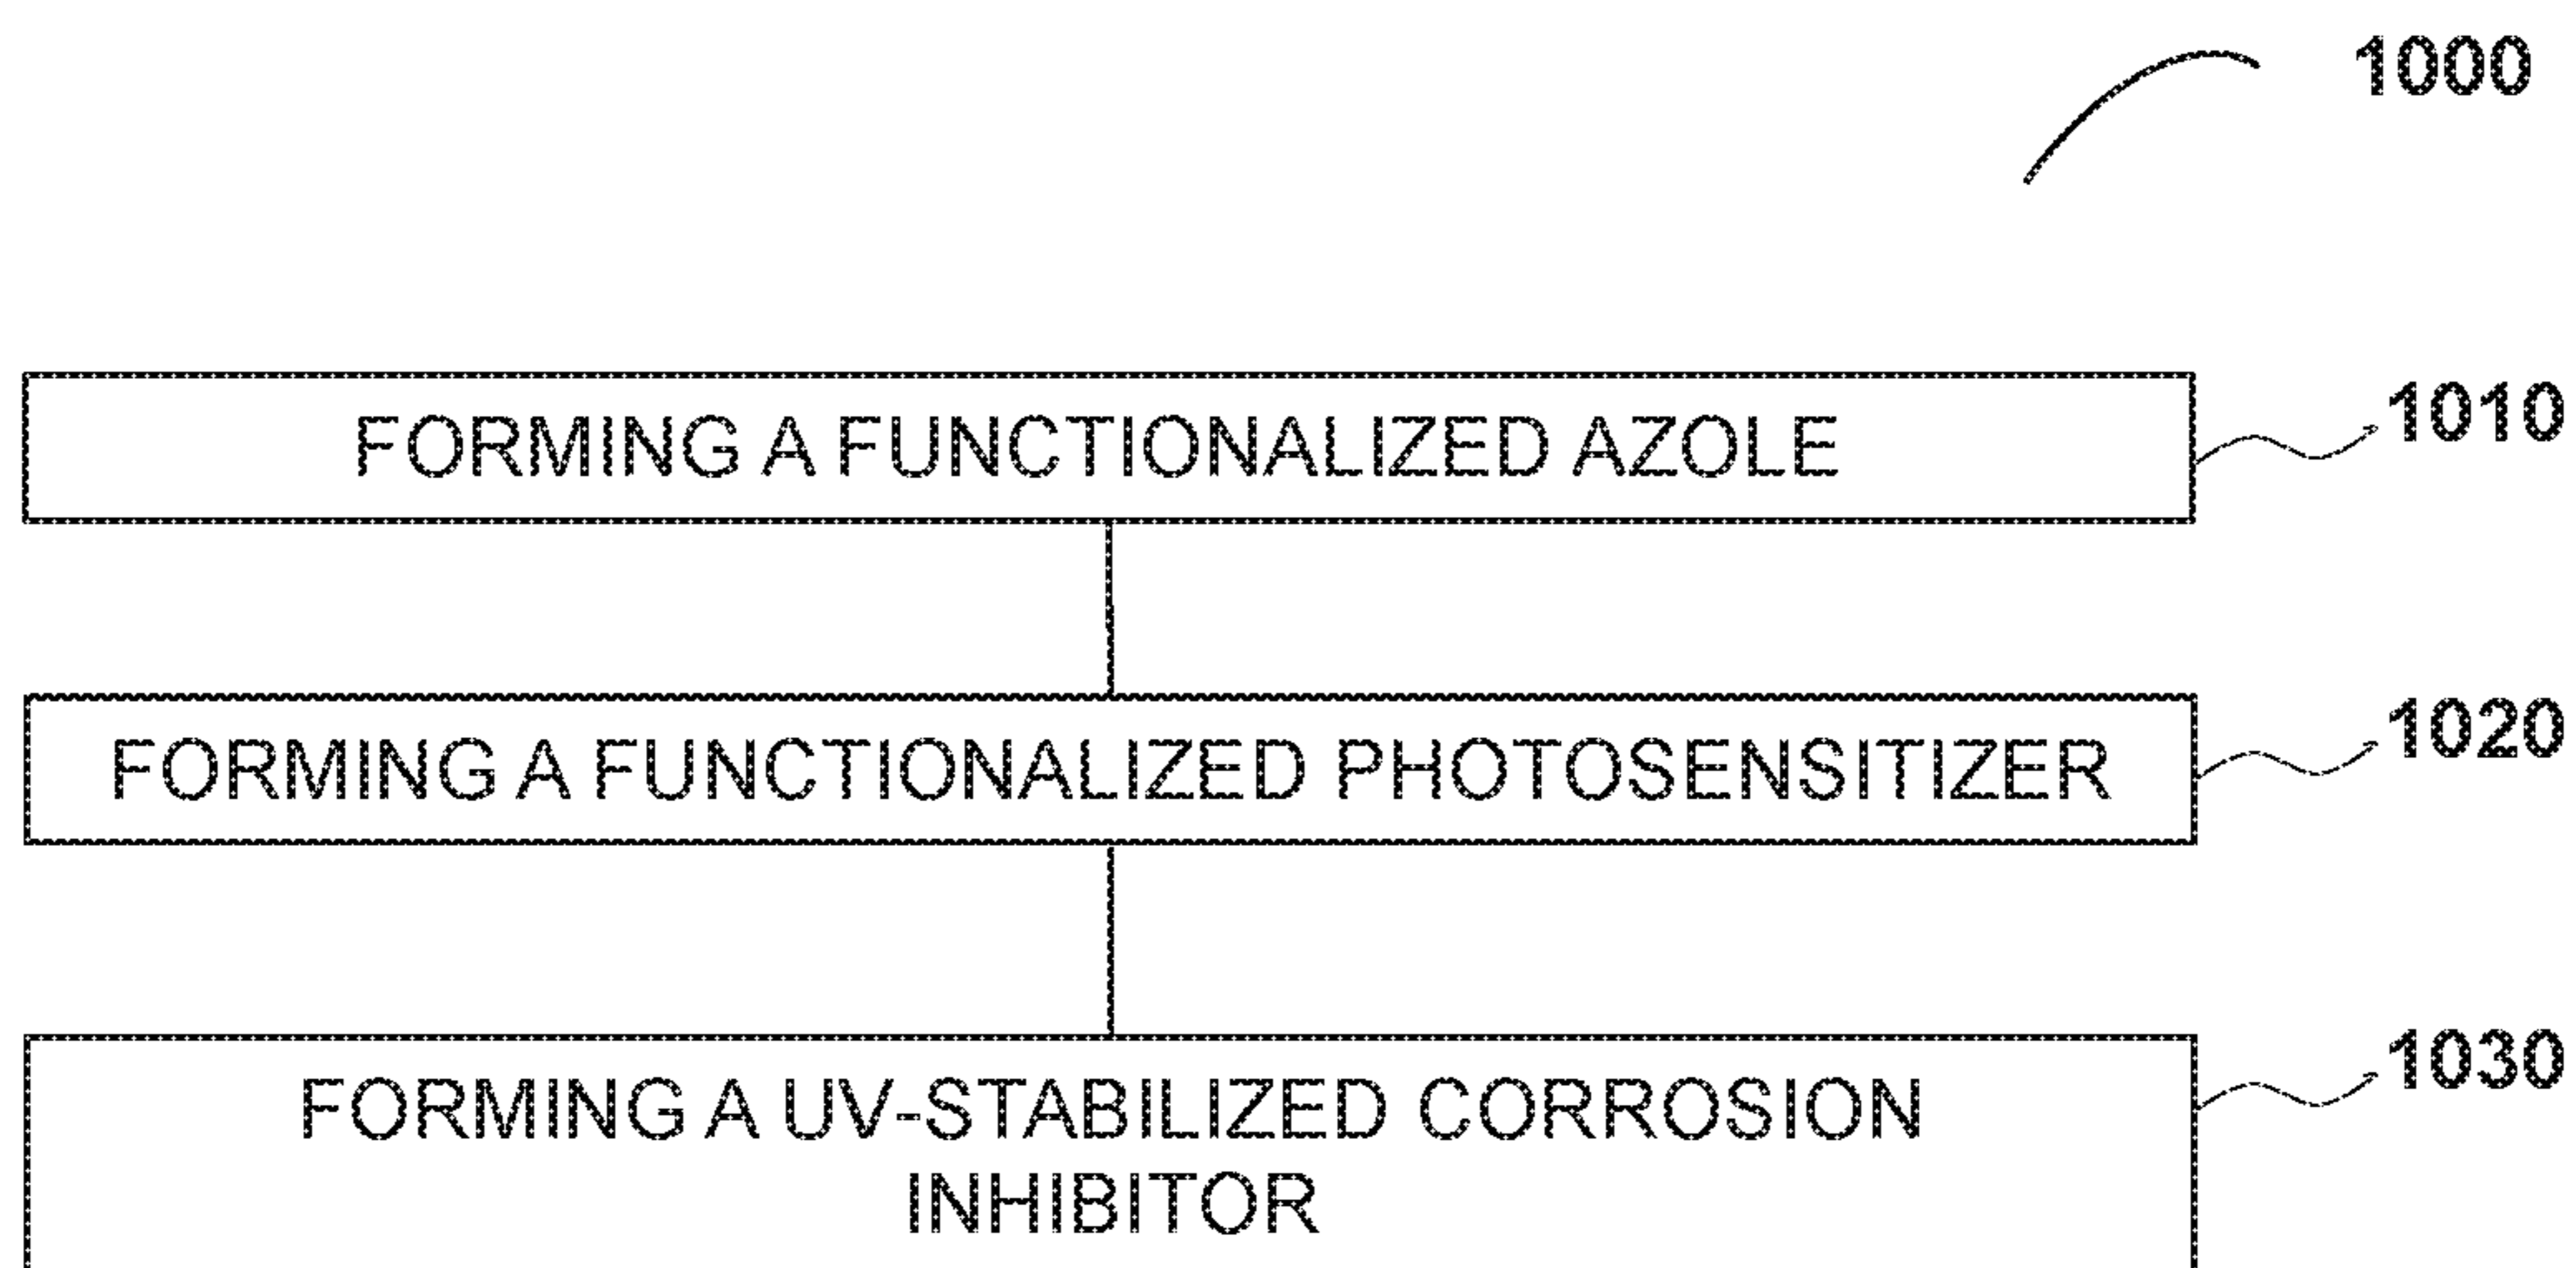 1000
FORMING A FUNCTIONALIZED AZOLE
1010
FORMING A FUNCTIONALIZED PHOTOSENSITIZER
1020
FORMING A UV-STABILIZED CORROSION
INHIBITOR
1030